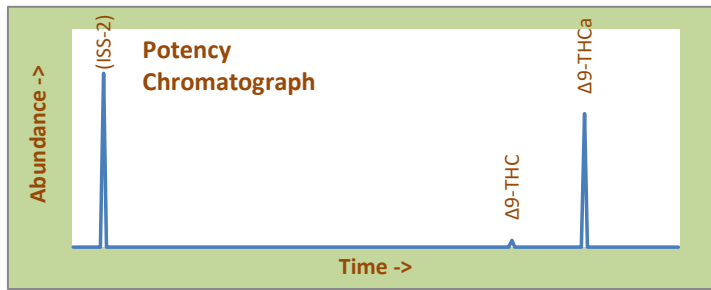 Potency
Chromatograph
(ISS-2)
Δ9-THC
Δ9-THCa
Abundance ->
Time ->